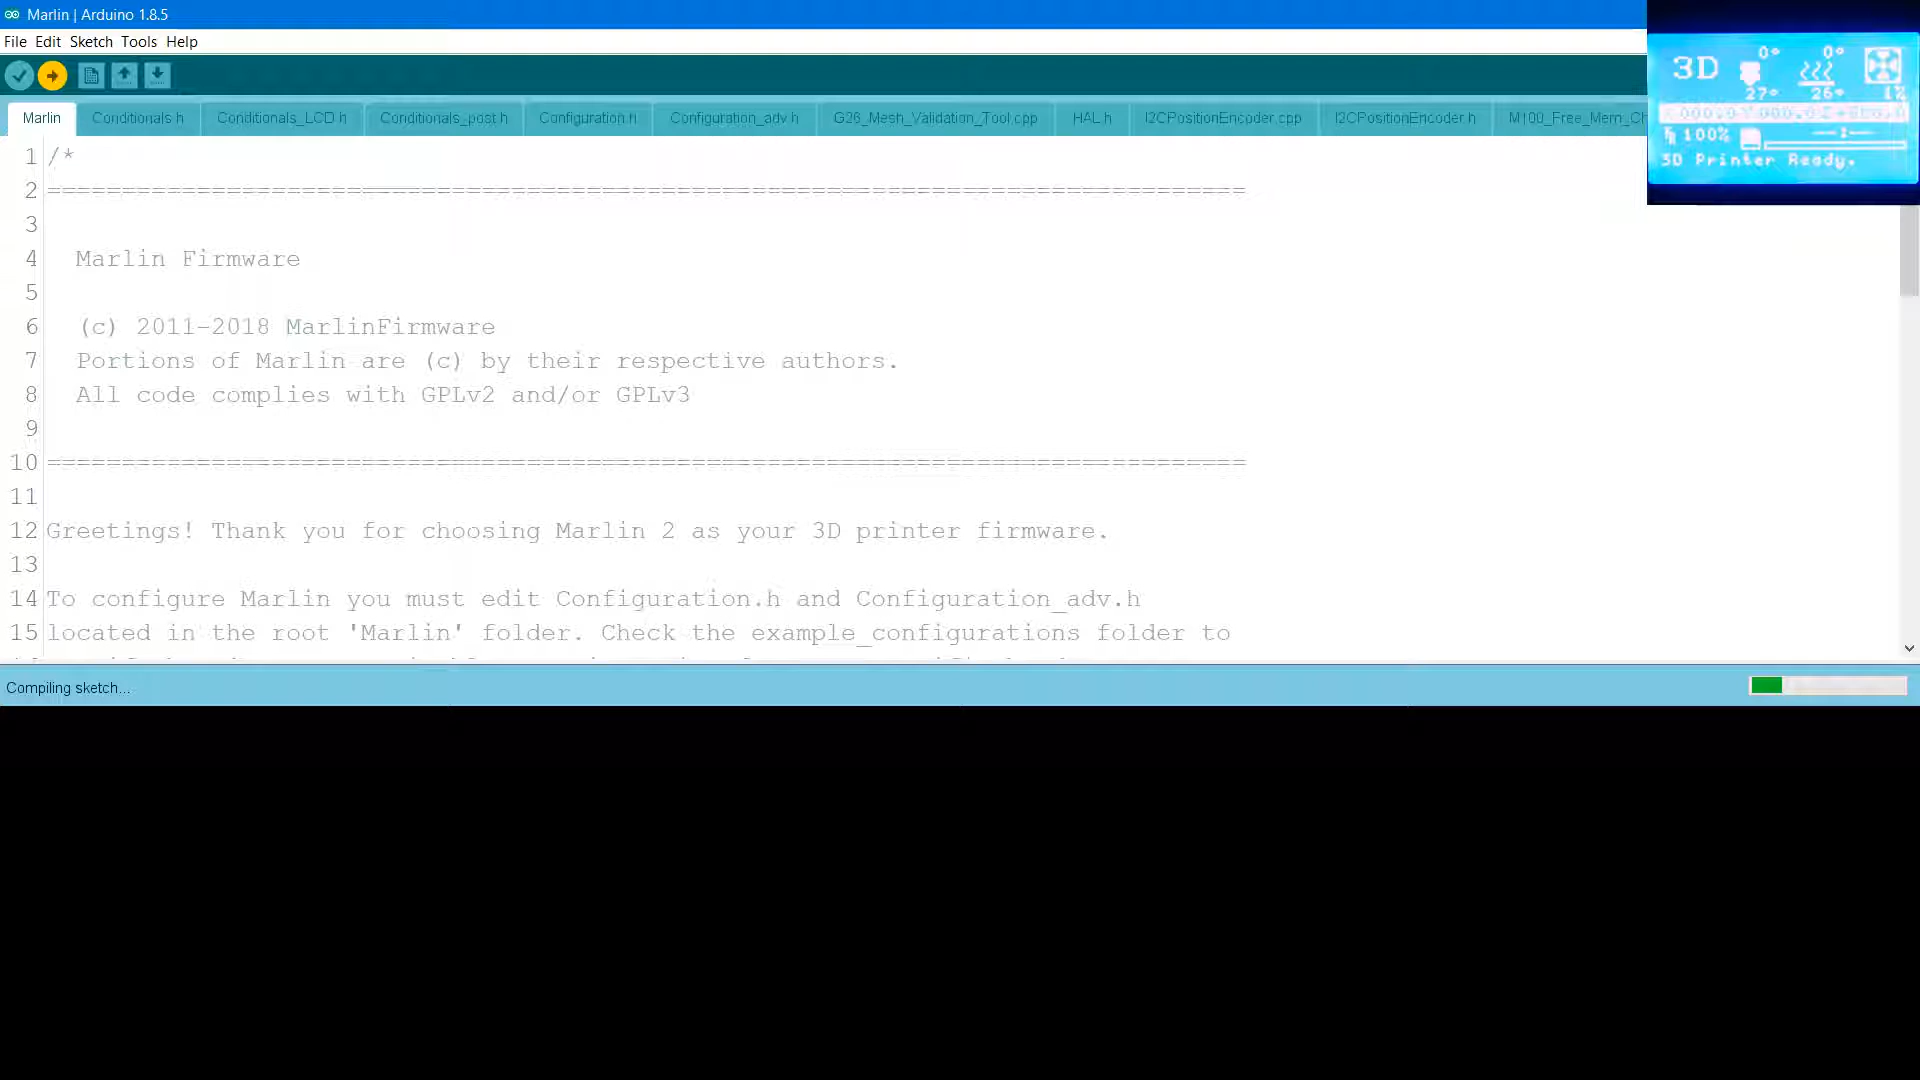 Marlin | Arduino 1.8.5
File Edit Sketch Tools Help
Marlin Conditionals.h Conditionals_LCD.h Conditionals_post.h Configuration.h Configuration_adv.h G26_Mesh_Validation_Tool.cpp HAL.h I2CPositionEncoder.cpp I2CPositionEncoder.h M100_Free_Mem_Ch
3D 0° 0°
27° 26° 1%
100%
3D Printer Ready.
1 /*
2 ================================================================================
3
4 Marlin Firmware
5
6 (c) 2011-2018 MarlinFirmware
7 Portions of Marlin are (c) by their respective authors.
8 All code complies with GPLv2 and/or GPLv3
9
10 ================================================================================
11
12 Greetings! Thank you for choosing Marlin 2 as your 3D printer firmware.
13
14 To configure Marlin you must edit Configuration.h and Configuration_adv.h
15 located in the root 'Marlin' folder. Check the example_configurations folder to
Compiling sketch...